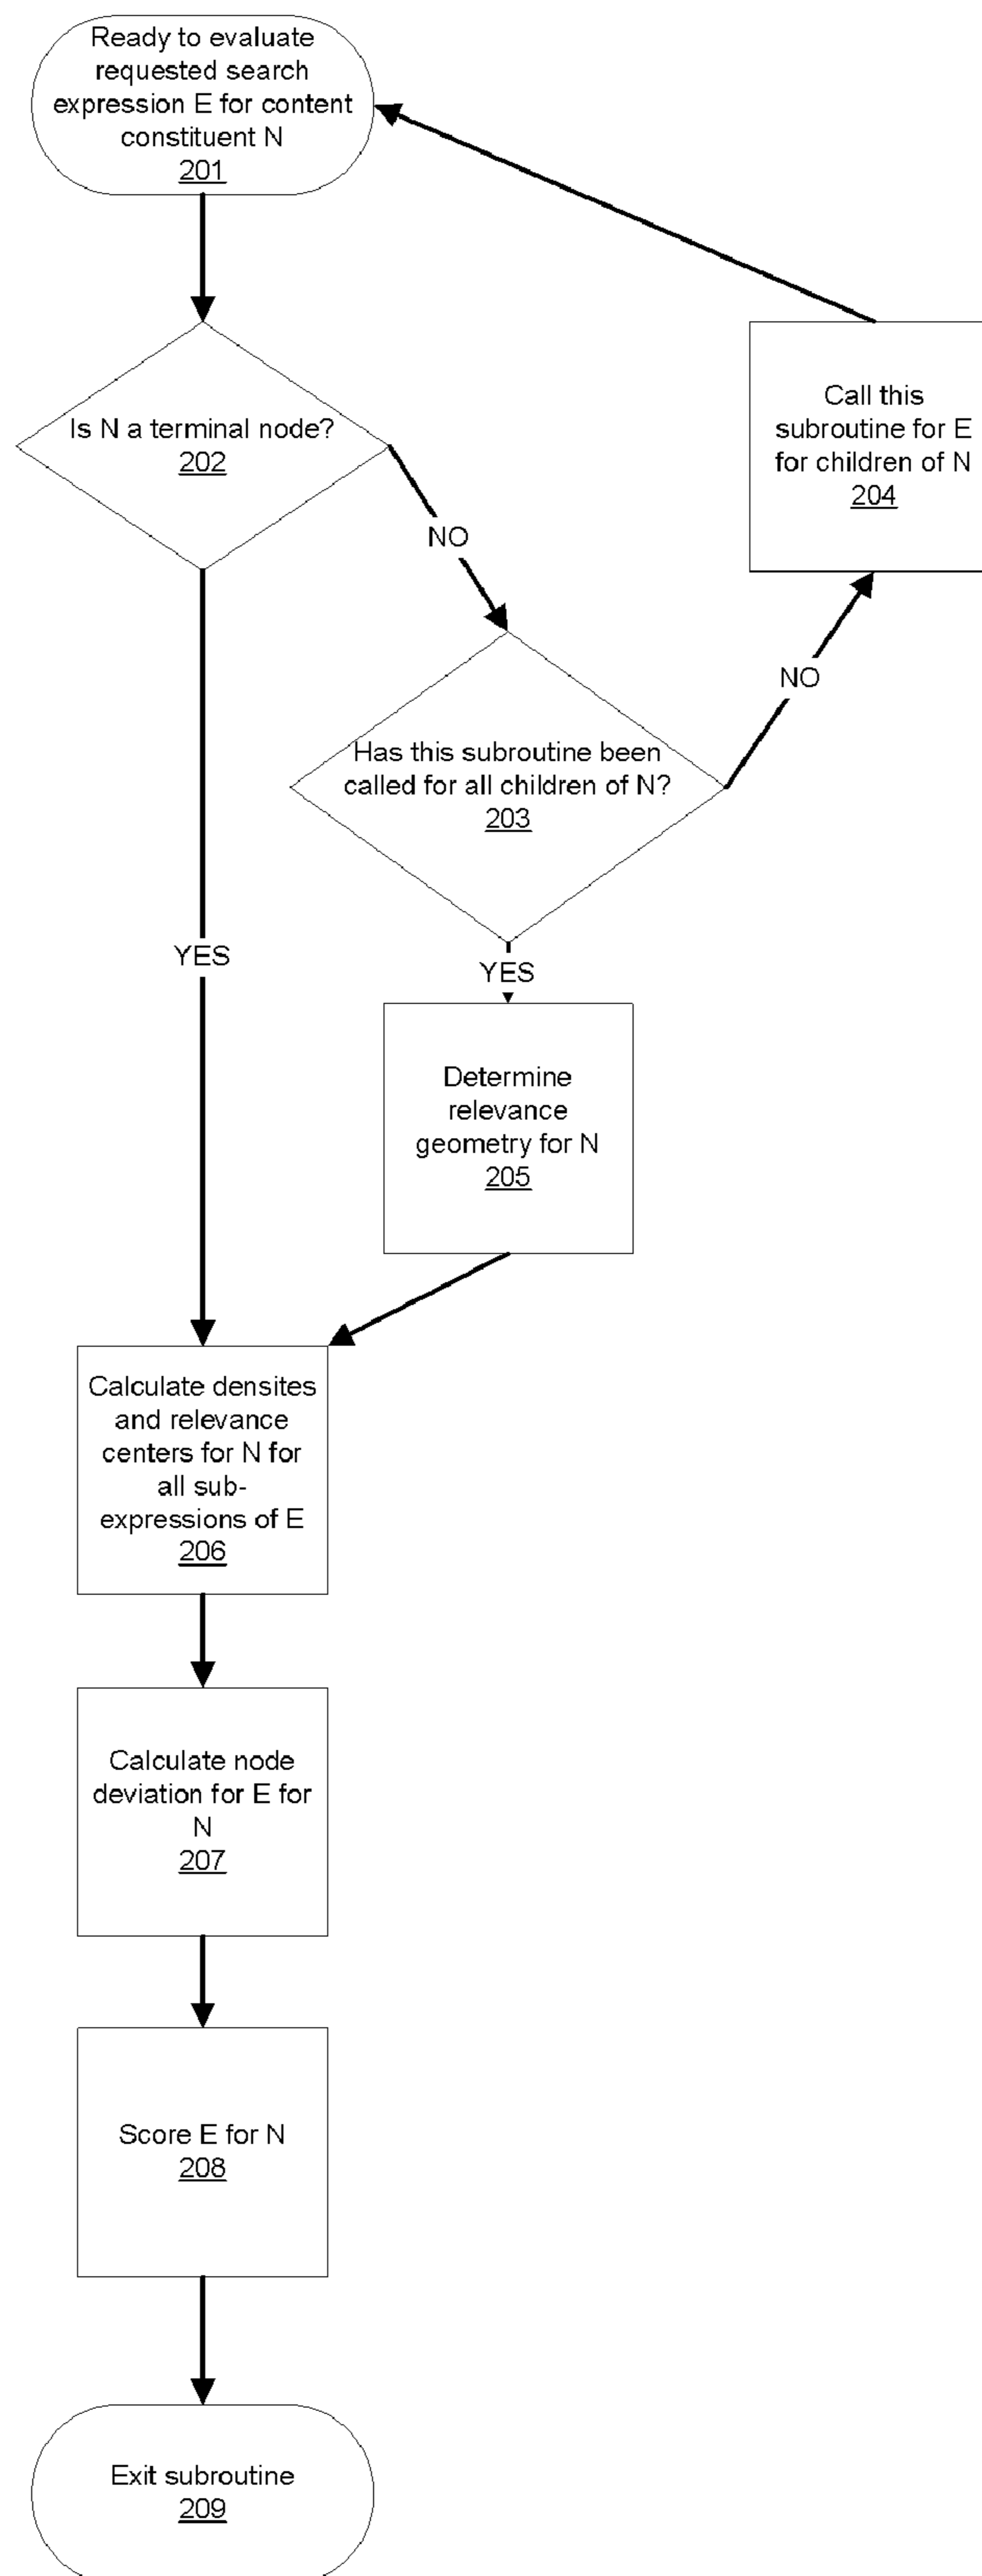 Ready to evaluate
requested search
expression E for content
constituent N
201
Is N a terminal node?
202
NO
Call this
subroutine for E
for children of N
204
NO
Has this subroutine been
called for all children of N?
203
YES
YES
Determine
relevance
geometry for N
205
Calculate densites
and relevance
centers for N for
all sub-
expressions of E
206
Calculate node
deviation for E for
N
207
Score E for N
208
Exit subroutine
209